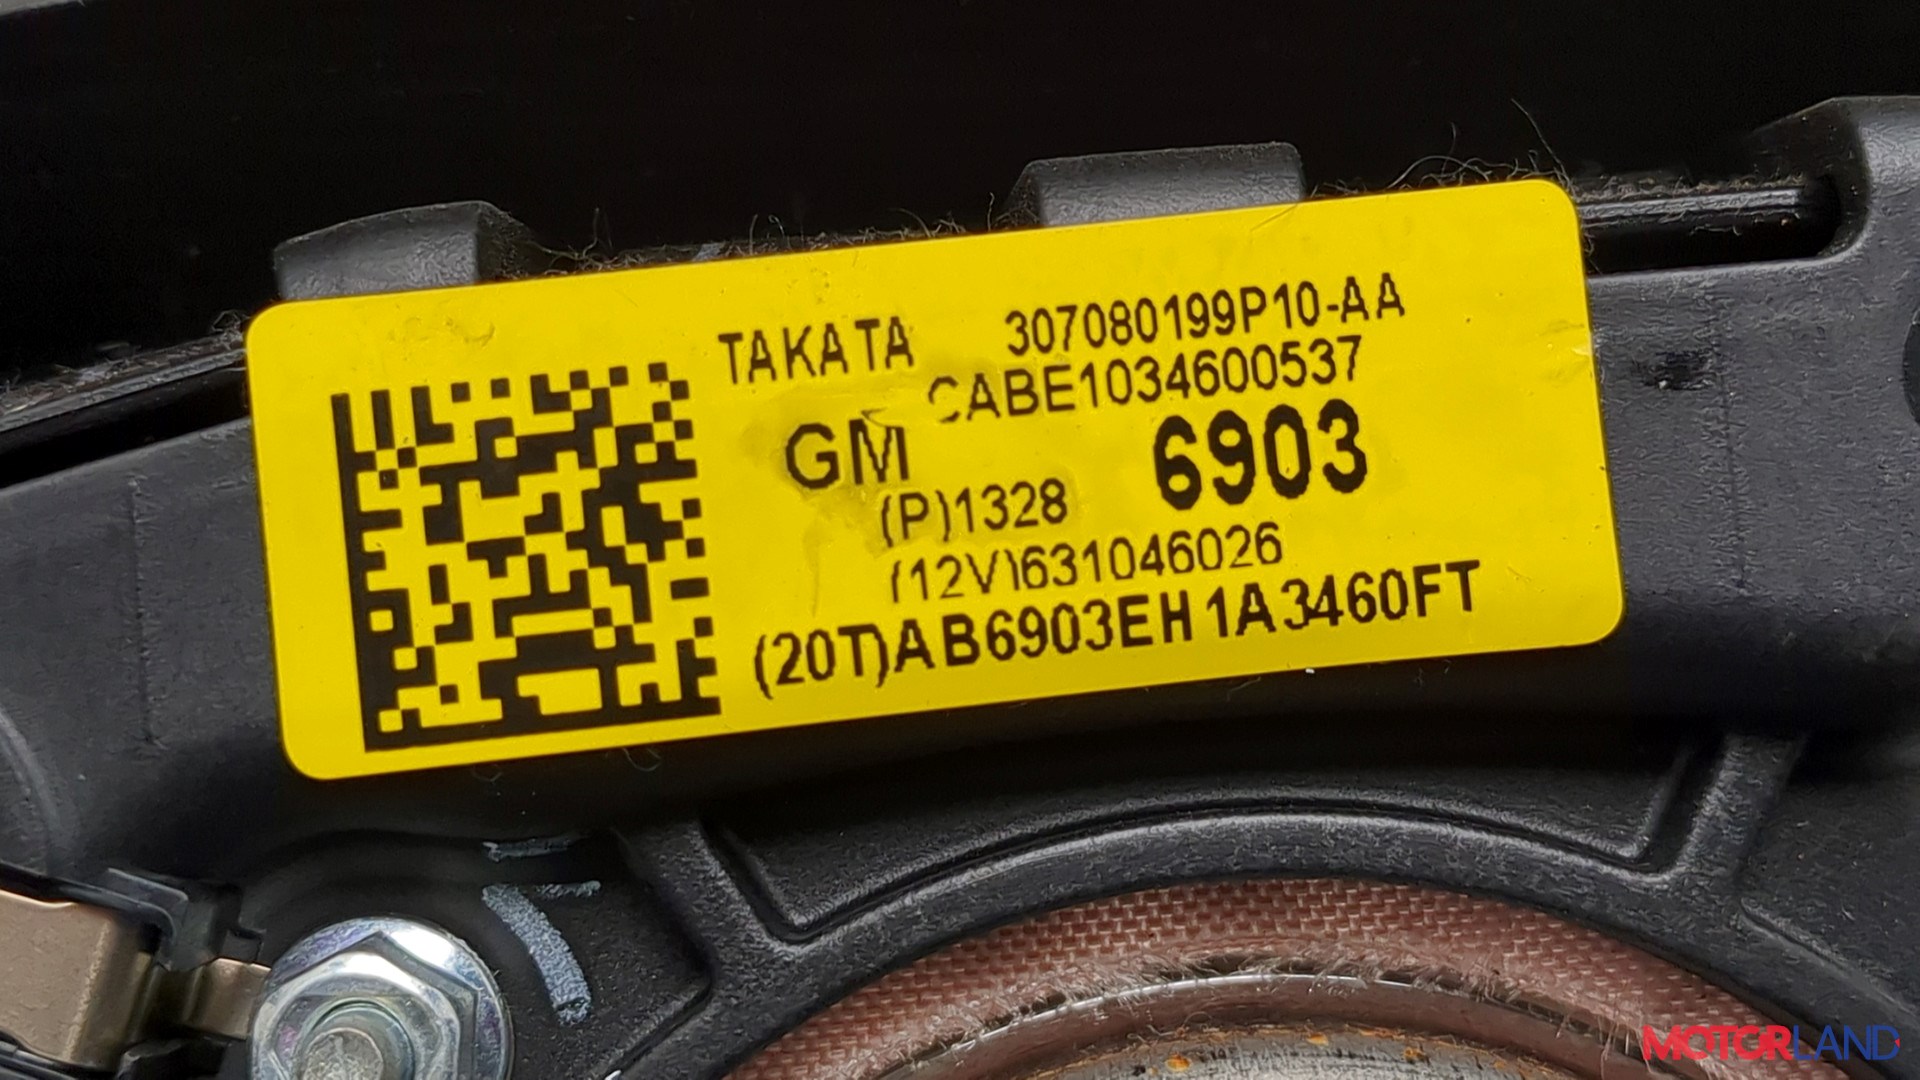 TAKATA 307080199P10-AA
CABE1034600537
GM 6903
(P)1328
(12V)631046026
(20T)AB6903EH1A3460FT
MOTORLAND